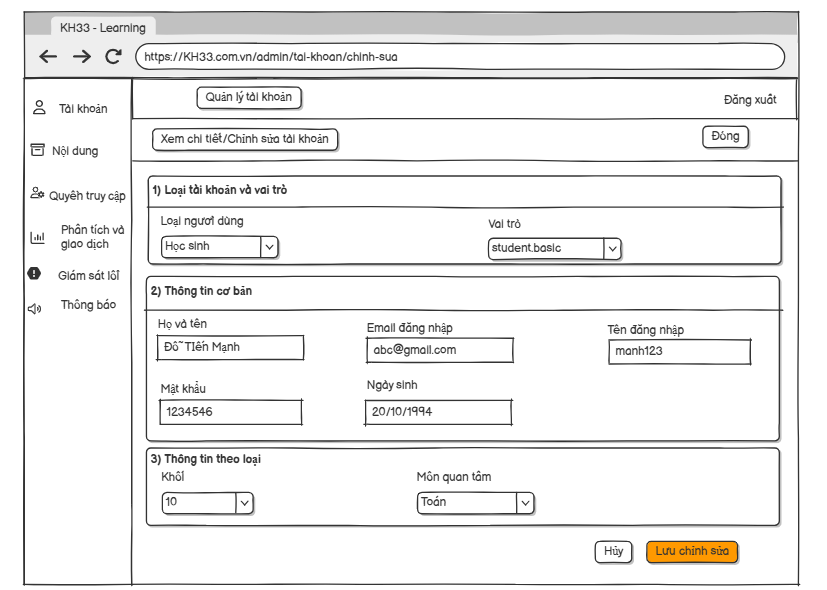 KH33 - Learning
https://KH33.com.vn/admin/tai-khoan/chinh-sua
Tài khoản
Nội dung
Quyền truy cập
Phân tích và
giao dịch
Giám sát lỗi
Thông báo
Quản lý tài khoản
Đăng xuất
Xem chi tiết/Chỉnh sửa tài khoản
Đóng
1) Loại tài khoản và vai trò
Loại người dùng
Vai trò
Học sinh
student.basic
2) Thông tin cơ bản
Họ và tên
Email đăng nhập
Tên đăng nhập
Đỗ Tiến Mạnh
abc@gmail.com
manh123
Mật khẩu
Ngày sinh
1234546
20/10/1994
3) Thông tin theo loại
Khối
Môn quan tâm
10
Toán
Hủy
Lưu chỉnh sửa